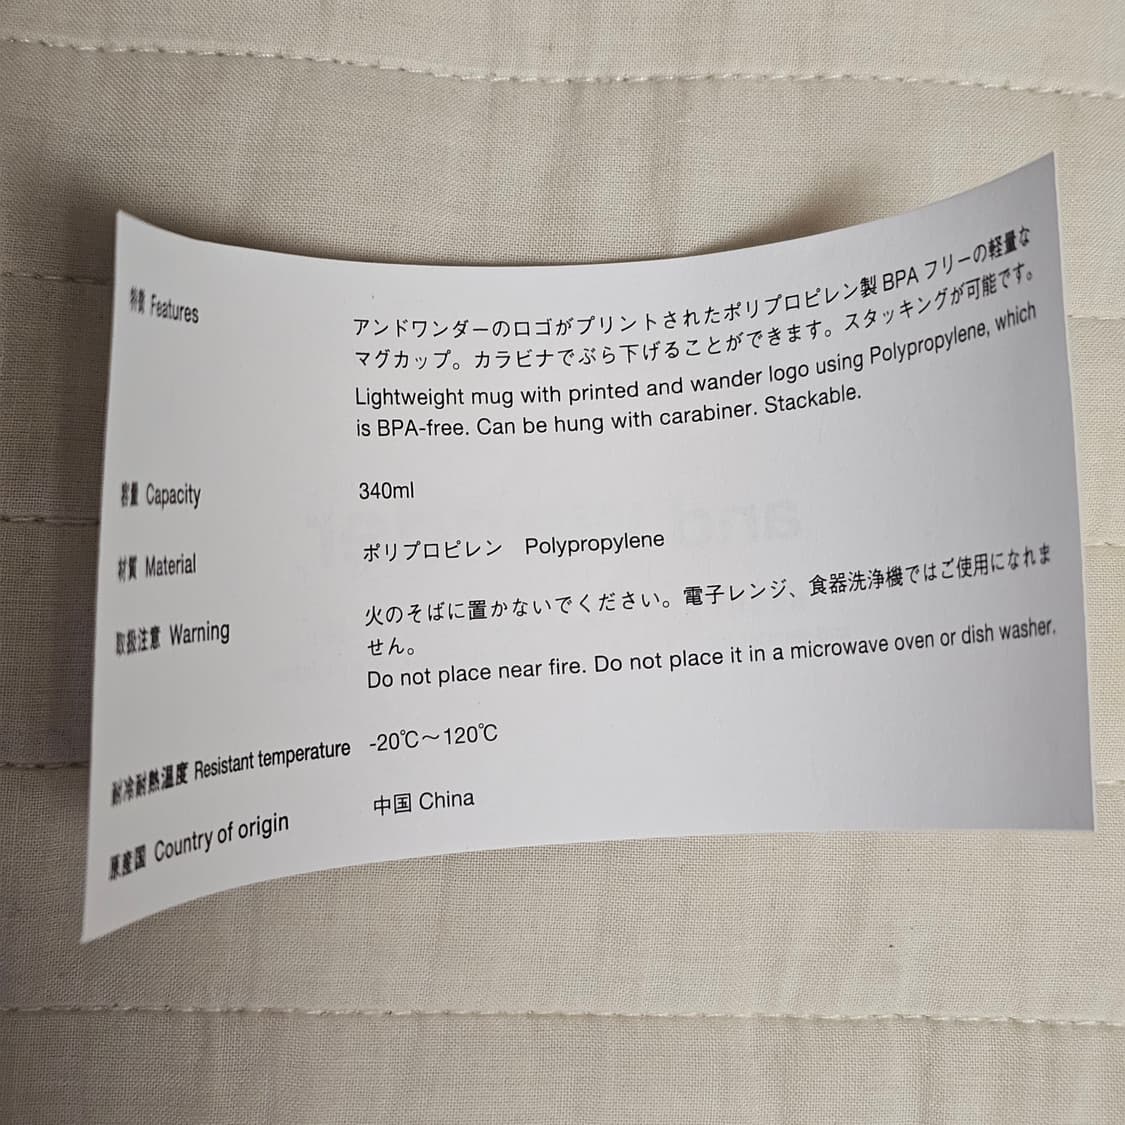 特徴 Features
アンドワンダーのロゴがプリントされたポリプロピレン製 BPA フリーの軽量な
マグカップ。カラビナでぶら下げることができます。スタッキングが可能です。
Lightweight mug with printed and wander logo using Polypropylene, which
is BPA-free. Can be hung with carabiner. Stackable.
容量 Capacity
340ml
材質 Material
ポリプロピレン Polypropylene
取扱注意 Warning
火のそばに置かないでください。電子レンジ、食器洗浄機ではご使用になれま
せん。
Do not place near fire. Do not place it in a microwave oven or dish washer.
耐冷耐熱温度 Resistant temperature
-20℃～120℃
原産国 Country of origin
中国 China